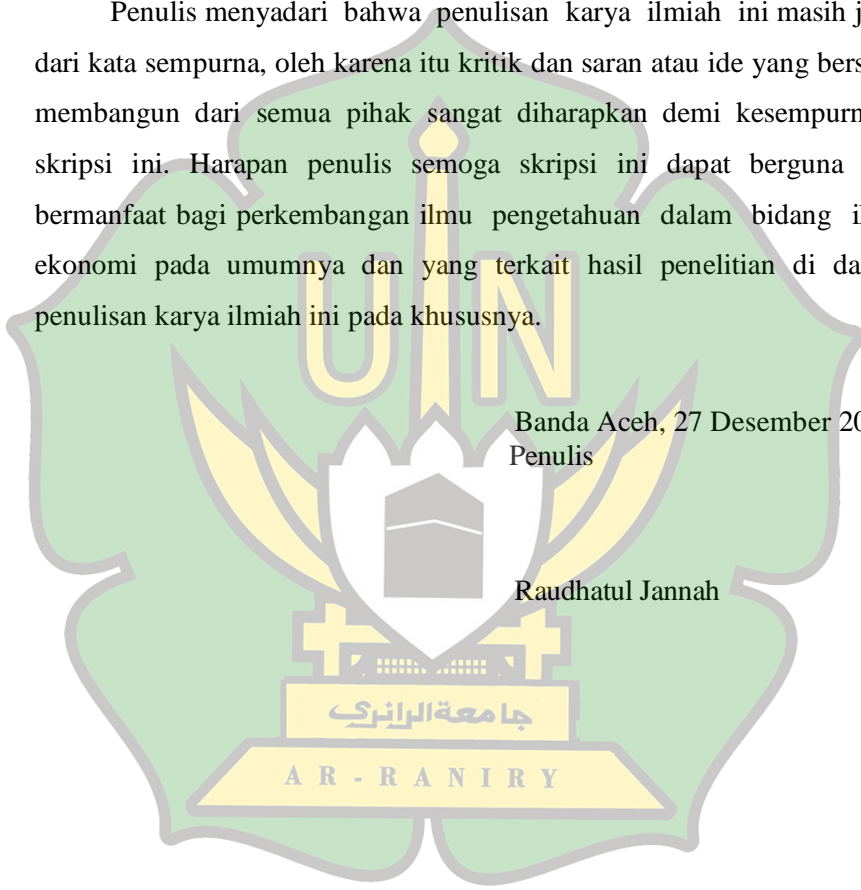 Penulis menyadari bahwa penulisan karya ilmiah ini masih j
dari kata sempurna, oleh karena itu kritik dan saran atau ide yang bers
membangun dari semua pihak sangat diharapkan demi kesempurn
skripsi ini. Harapan penulis semoga skripsi ini dapat berguna
bermanfaat bagi perkembangan ilmu pengetahuan dalam bidang il
ekonomi pada umumnya dan yang terkait hasil penelitian di da
penulisan karya ilmiah ini pada khususnya.
UIN
Banda Aceh, 27 Desember 20
Penulis
Raudhatul Jannah
جامعة الرانري
AR-RANIRY